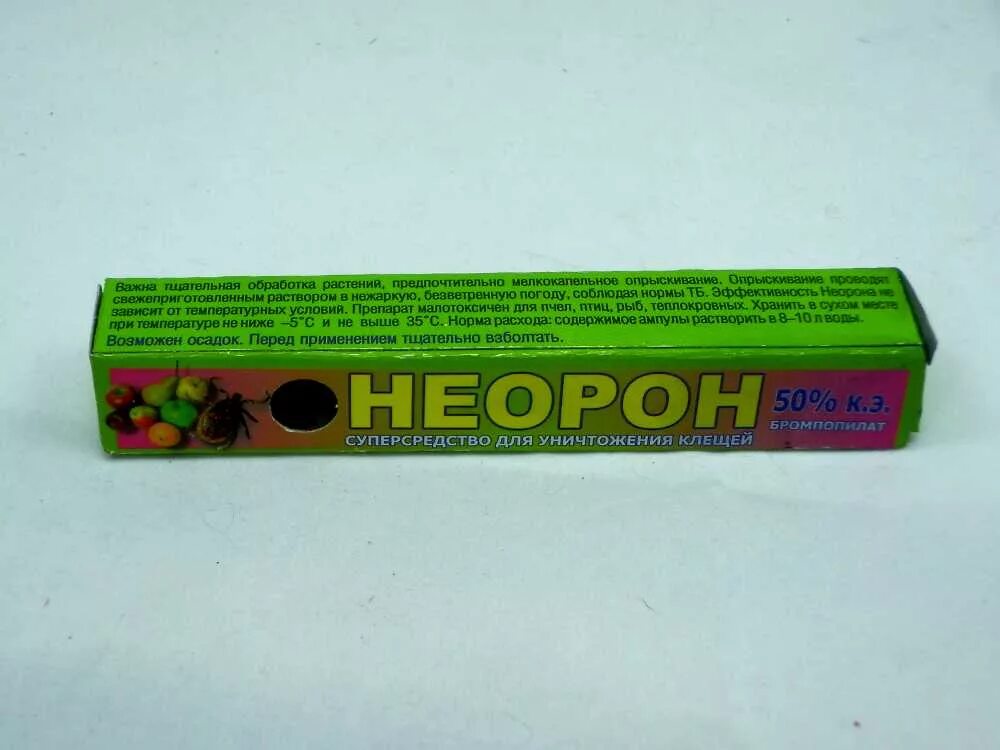 Важна тщательная обработка растений, предпочтительно мелкокапельное опрыскивание. Опрыскивание проводят
свежеприготовленным раствором в нежаркую, безветренную погоду, соблюдая нормы ТБ. Эффективность Неорона не
зависит от температурных условий. Препарат малотоксичен для пчел, птиц, рыб, теплокровных. Хранить в сухом месте
при температуре не ниже –5°С и не выше 35°С. Норма расхода: содержимое ампулы растворить в 8–10 л воды.
Возможен осадок. Перед применением тщательно взболтать.
НЕОРОН
50% к.э.
БРОМПОПИЛАТ
СУПЕРСРЕДСТВО ДЛЯ УНИЧТОЖЕНИЯ КЛЕЩЕЙ